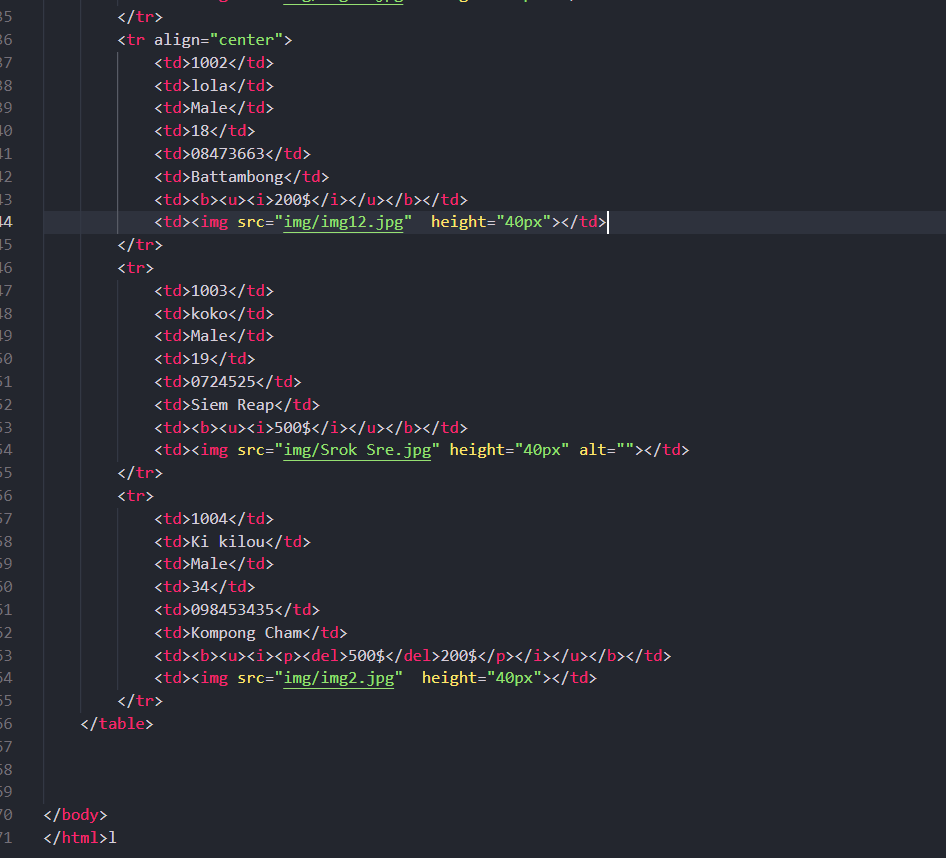 35 </tr>
36 <tr align="center">
37 <td>1002</td>
38 <td>lola</td>
39 <td>Male</td>
40 <td>18</td>
41 <td>08473663</td>
42 <td>Battambong</td>
43 <td><b><u><i>200$</i></u></b></td>
44 <td><img src="img/img12.jpg"  height="40px"></td>
45 </tr>
46 <tr>
47 <td>1003</td>
48 <td>koko</td>
49 <td>Male</td>
50 <td>19</td>
51 <td>0724525</td>
52 <td>Siem Reap</td>
53 <td><b><u><i>500$</i></u></b></td>
54 <td><img src="img/Srok Sre.jpg" height="40px" alt=""></td>
55 </tr>
56 <tr>
57 <td>1004</td>
58 <td>Ki kilou</td>
59 <td>Male</td>
60 <td>34</td>
61 <td>098453435</td>
62 <td>Kompong Cham</td>
63 <td><b><u><i><p><del>500$</del>200$</p></i></u></b></td>
64 <td><img src="img/img2.jpg"  height="40px"></td>
65 </tr>
66 </table>
67
68
69
70 </body>
71 </html>l